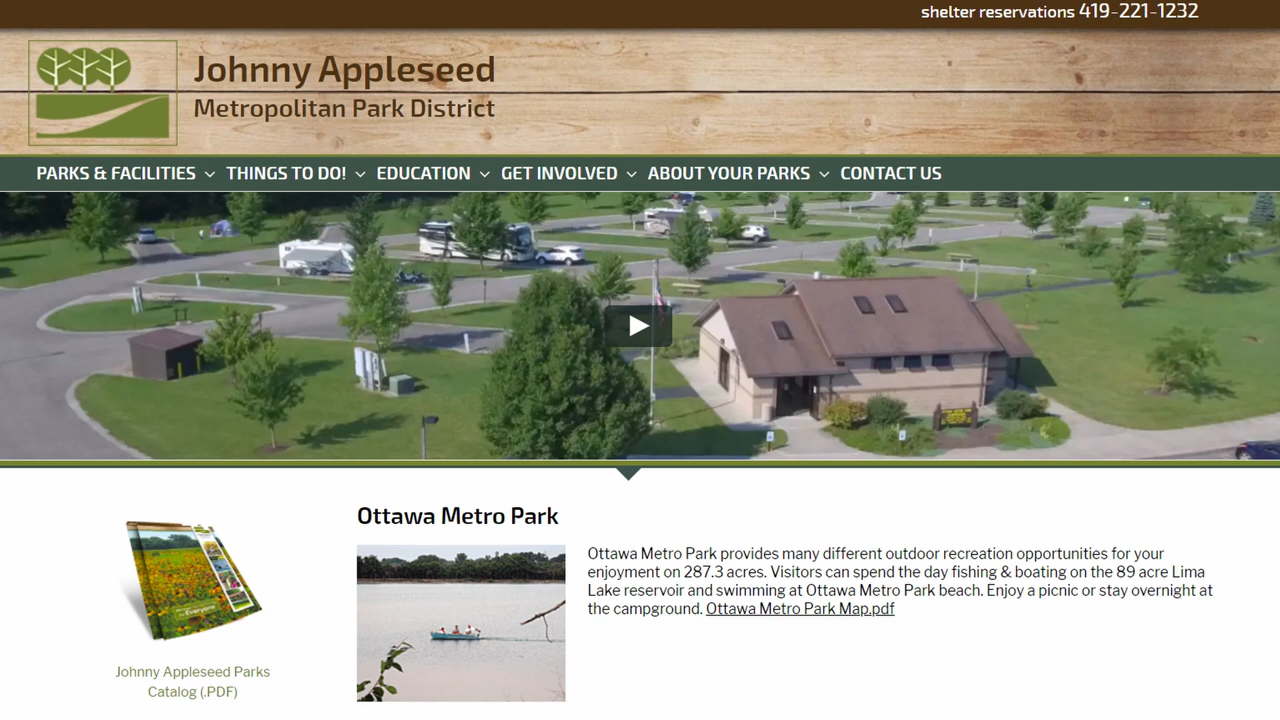 shelter reservations 419-221-1232
Johnny Appleseed
Metropolitan Park District
PARKS & FACILITIES THINGS TO DO! EDUCATION GET INVOLVED ABOUT YOUR PARKS CONTACT US
Ottawa Metro Park
Ottawa Metro Park provides many different outdoor recreation opportunities for your
enjoyment on 287.3 acres. Visitors can spend the day fishing & boating on the 89 acre Lima
Lake reservoir and swimming at Ottawa Metro Park beach. Enjoy a picnic or stay overnight at
the campground. Ottawa Metro Park Map.pdf
Everyone
Johnny Appleseed Parks
Catalog (.PDF)